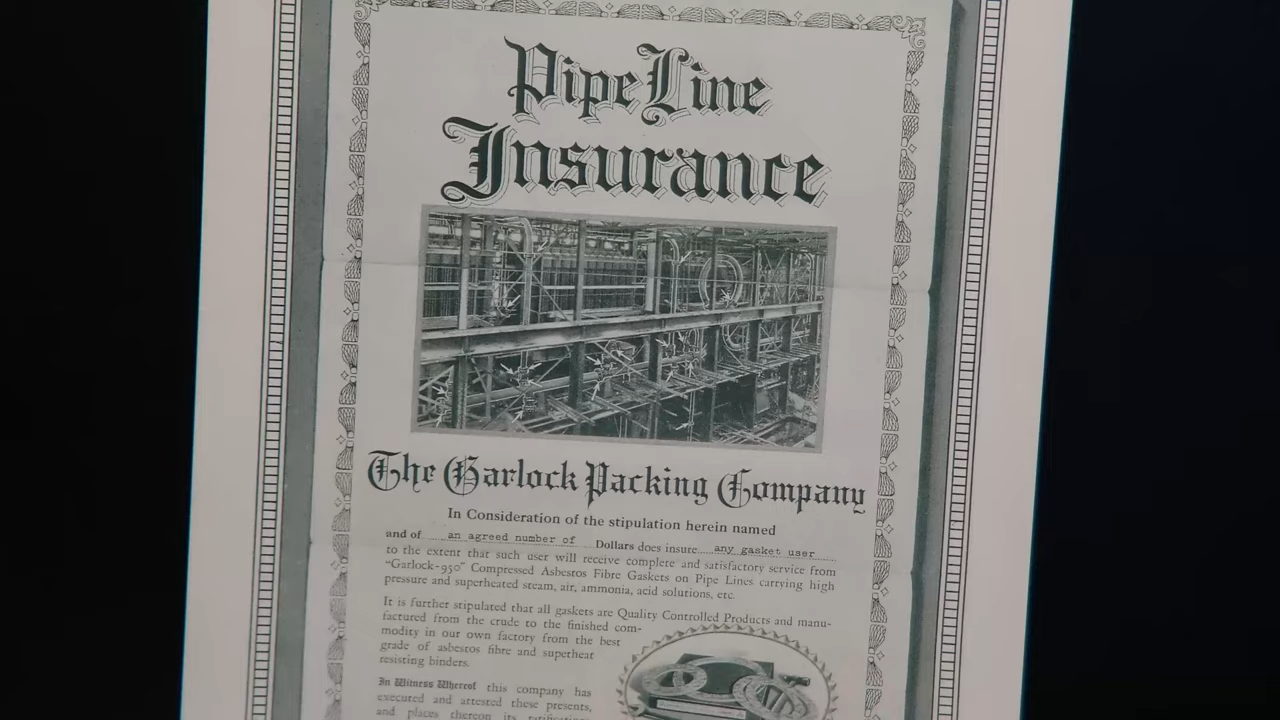 Pipe Line
Insurance
The Garlock Packing Company
In Consideration of the stipulation herein named
and of an agreed number of Dollars does insure any gasket user
to the extent that such user will receive complete and satisfactory service from
“Garlock-950” Compressed Asbestos Fibre Gaskets on Pipe Lines carrying high
pressure and superheated steam, air, ammonia, acid solutions, etc.
It is further stipulated that all gaskets are Quality Controlled Products and manu-
factured from the crude to the finished com-
modity in our own factory from the best
grade of asbestos fibre and superheat
resisting binders.
In Witness Whereof this company has
executed and attested these presents,
and places thereon its